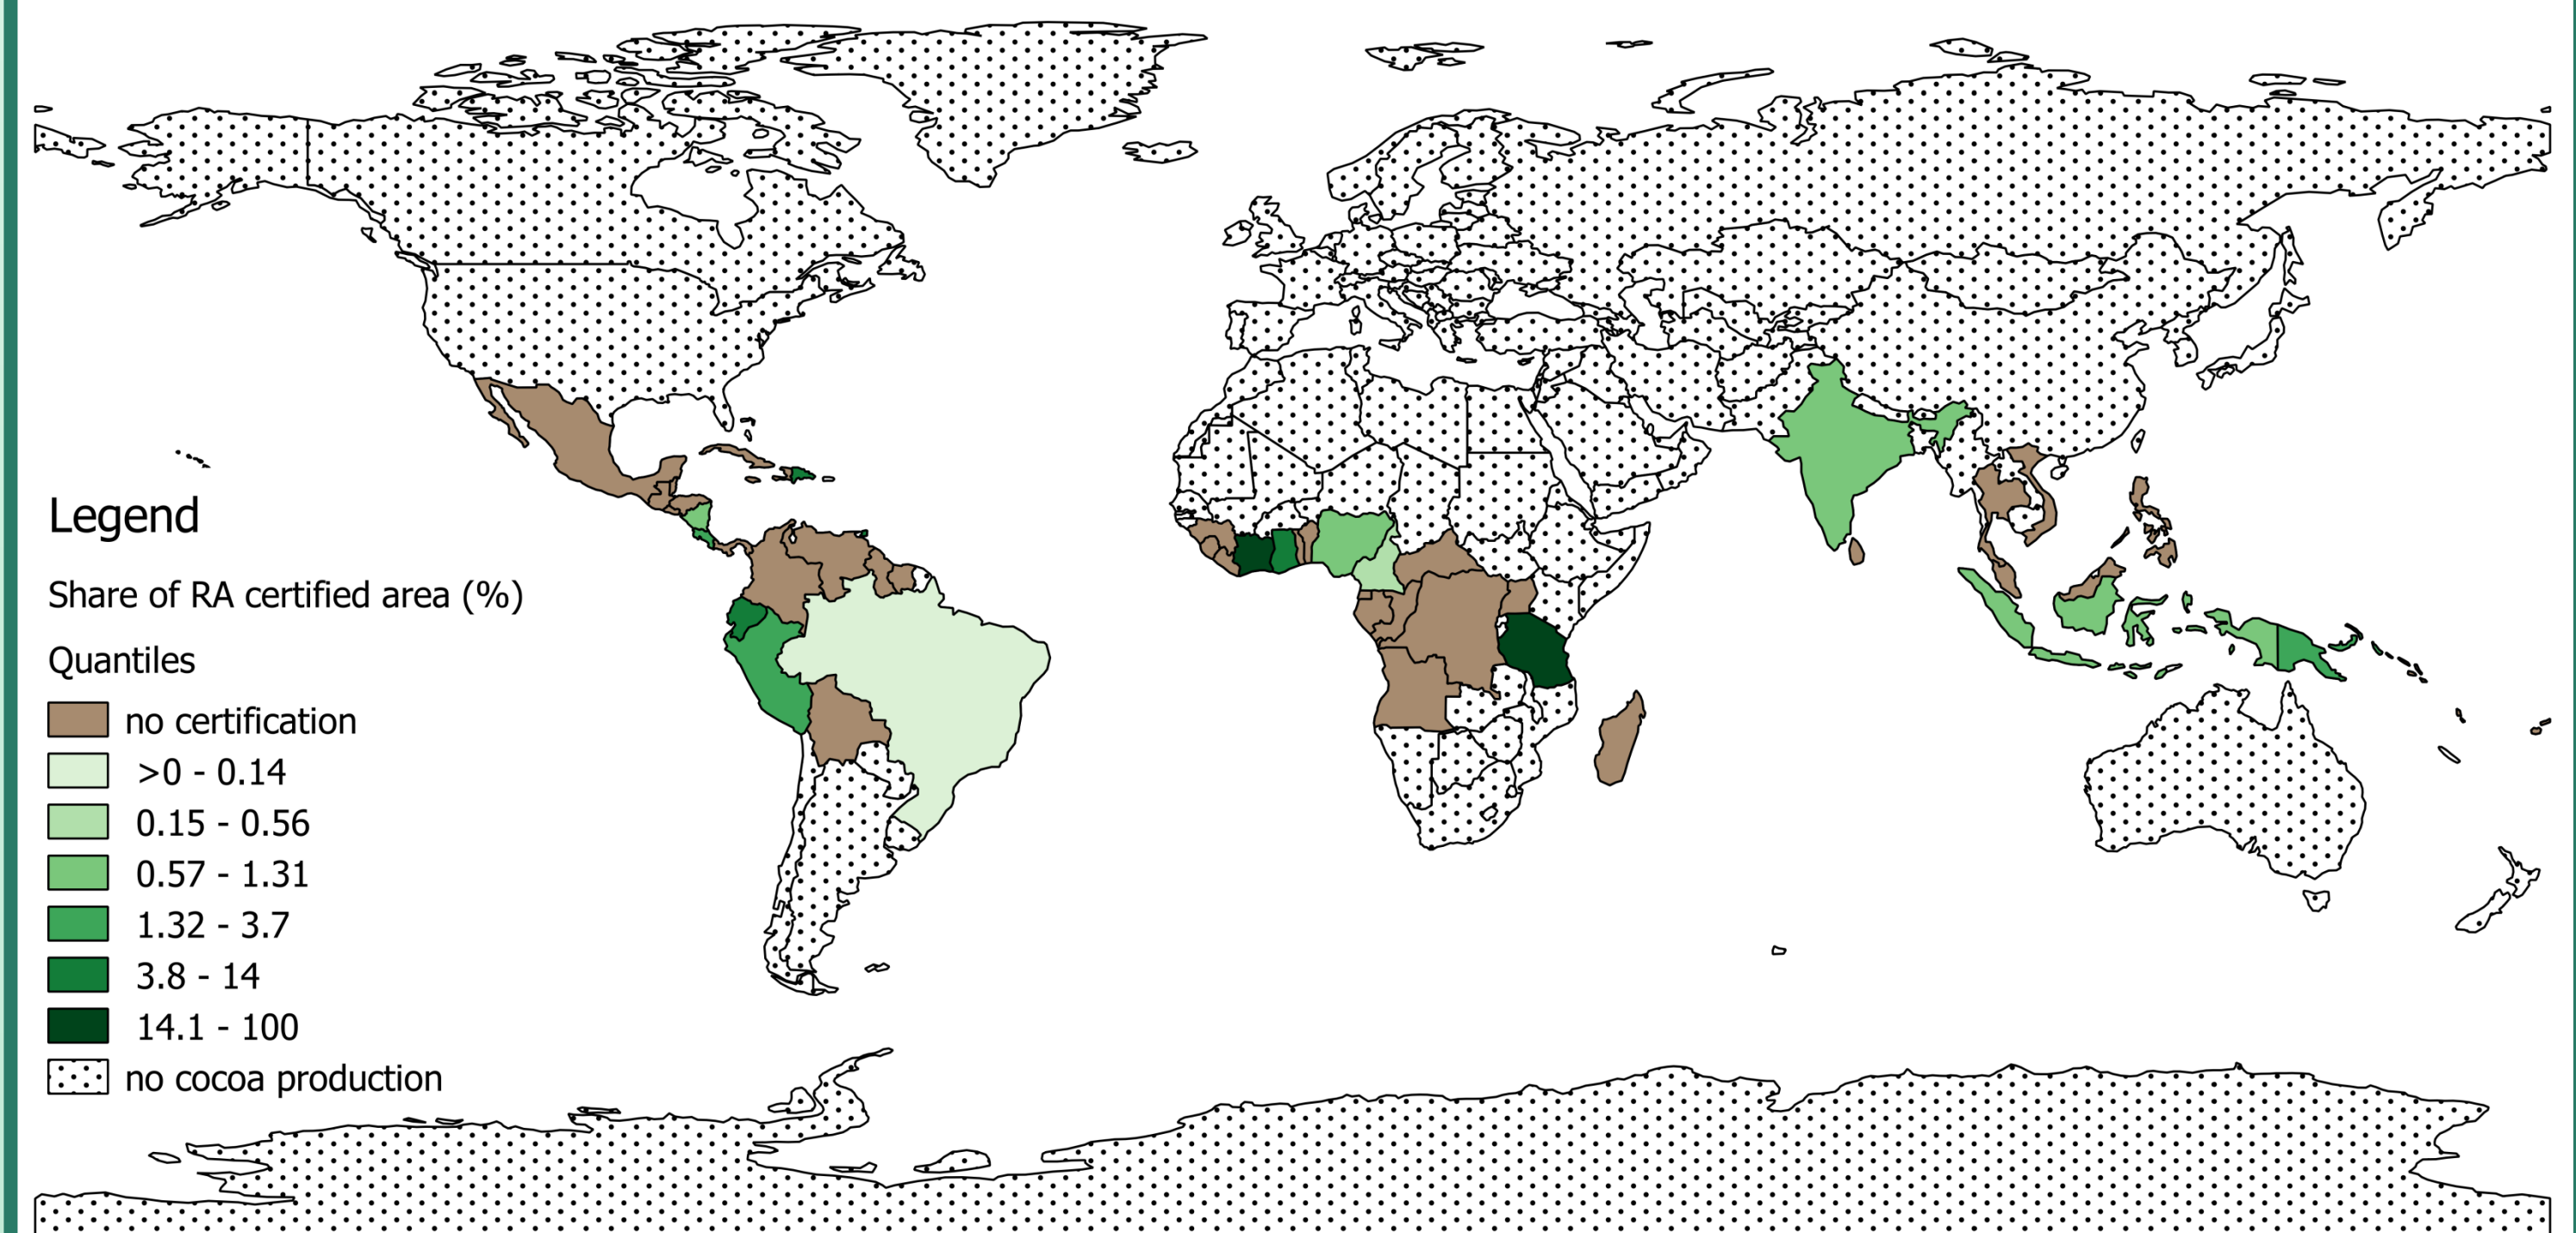 Legend
Share of RA certified area (%)
Quantiles
no certification
>0 - 0.14
0.15 - 0.56
0.57 - 1.31
1.32 - 3.7
3.8 - 14
14.1 - 100
no cocoa production